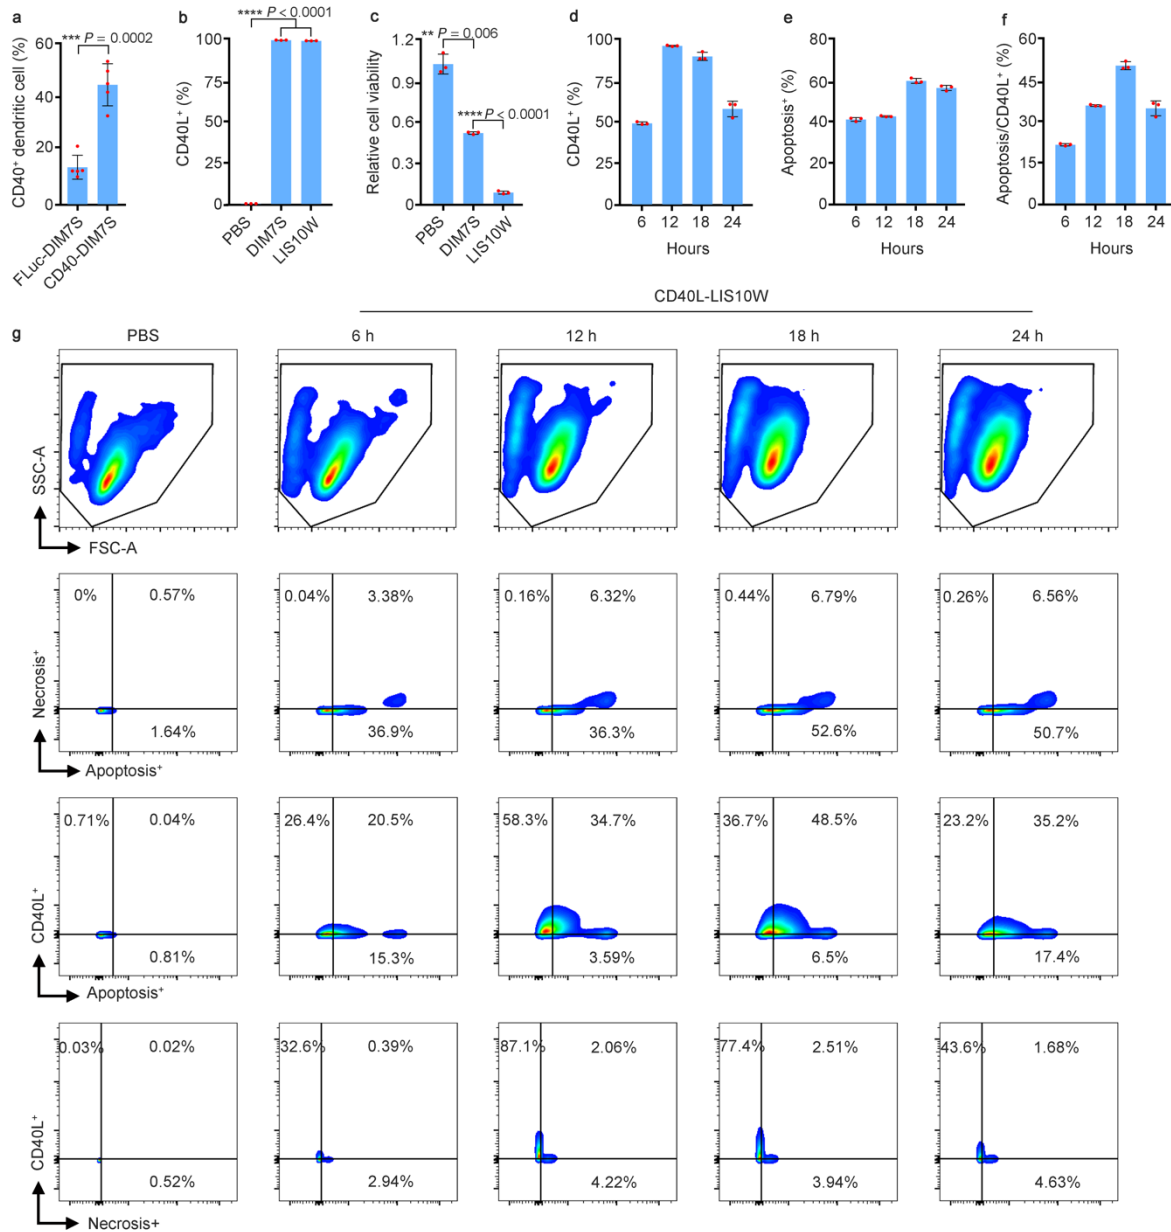 a
*** P = 0.0002
CD40⁺ dendritic cell (%)
60
40
20
0
FLuc-DIM7S
CD40-DIM7S
b
**** P < 0.0001
CD40L⁺ (%)
100
75
50
25
0
PBS
DIM7S
LIS10W
c
** P = 0.006
**** P < 0.0001
Relative cell viability
1.2
0.9
0.6
0.3
0
PBS
DIM7S
LIS10W
d
CD40L⁺ (%)
100
75
50
25
0
6 12 18 24
Hours
e
Apoptosis⁺ (%)
80
60
40
20
0
6 12 18 24
Hours
f
Apoptosis/CD40L⁺ (%)
60
45
30
15
0
6 12 18 24
Hours
CD40L-LIS10W
g PBS 6 h 12 h 18 h 24 h
SSC-A
FSC-A
0% 0.57% 0.04% 3.38% 0.16% 6.32% 0.44% 6.79% 0.26% 6.56%
Necrosis⁺
1.64% 36.9% 36.3% 52.6% 50.7%
Apoptosis⁺
0.71% 0.04% 26.4% 20.5% 58.3% 34.7% 36.7% 48.5% 23.2% 35.2%
CD40L⁺
0.81% 15.3% 3.59% 6.5% 17.4%
Apoptosis⁺
0.03% 0.02% 32.6% 0.39% 87.1% 2.06% 77.4% 2.51% 43.6% 1.68%
CD40L⁺
0.52% 2.94% 4.22% 3.94% 4.63%
Necrosis+